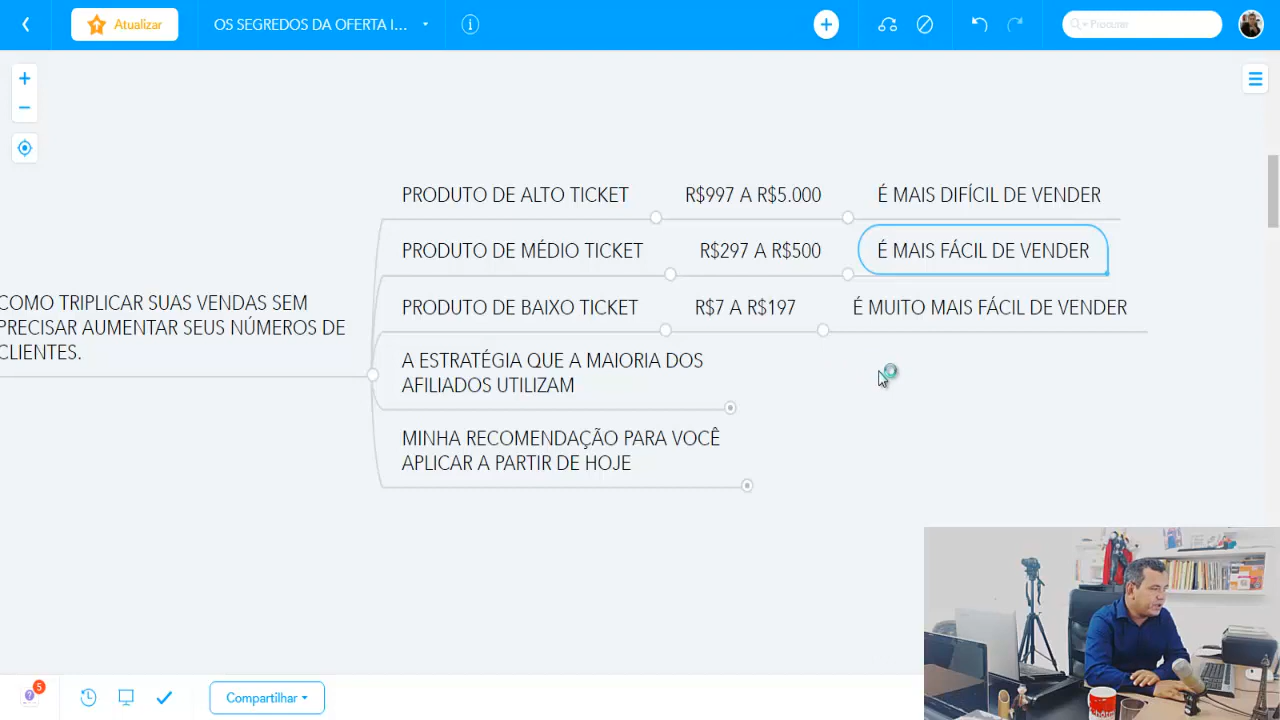 Atualizar
OS SEGREDOS DA OFERTA I...
Procurar
PRODUTO DE ALTO TICKET
R$997 A R$5.000
É MAIS DIFÍCIL DE VENDER
PRODUTO DE MÉDIO TICKET
R$297 A R$500
É MAIS FÁCIL DE VENDER
COMO TRIPLICAR SUAS VENDAS SEM
PRECISAR AUMENTAR SEUS NÚMEROS DE
CLIENTES.
PRODUTO DE BAIXO TICKET
R$7 A R$197
É MUITO MAIS FÁCIL DE VENDER
A ESTRATÉGIA QUE A MAIORIA DOS
AFILIADOS UTILIZAM
MINHA RECOMENDAÇÃO PARA VOCÊ
APLICAR A PARTIR DE HOJE
5
Compartilhar